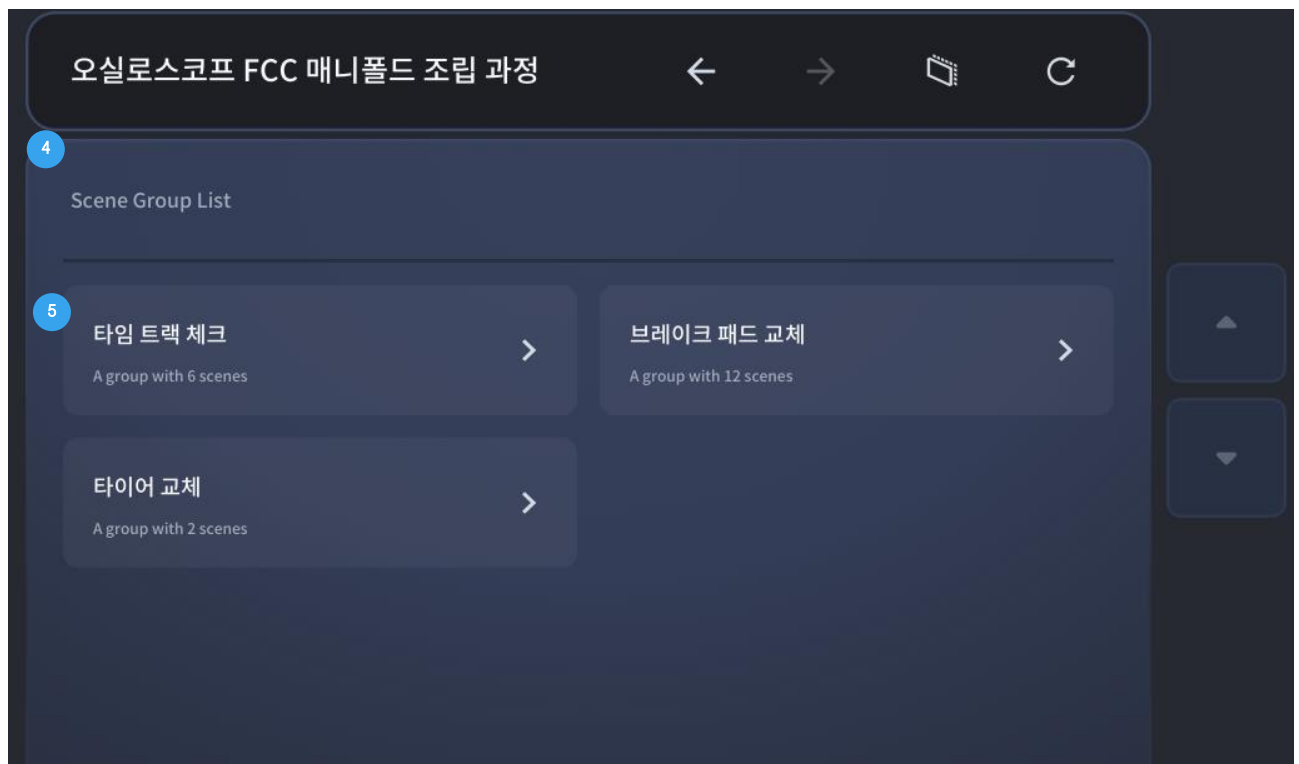 오실로스코프 FCC 매니폴드 조립 과정
4
Scene Group List
5
타임 트랙 체크
A group with 6 scenes
브레이크 패드 교체
A group with 12 scenes
타이어 교체
A group with 2 scenes